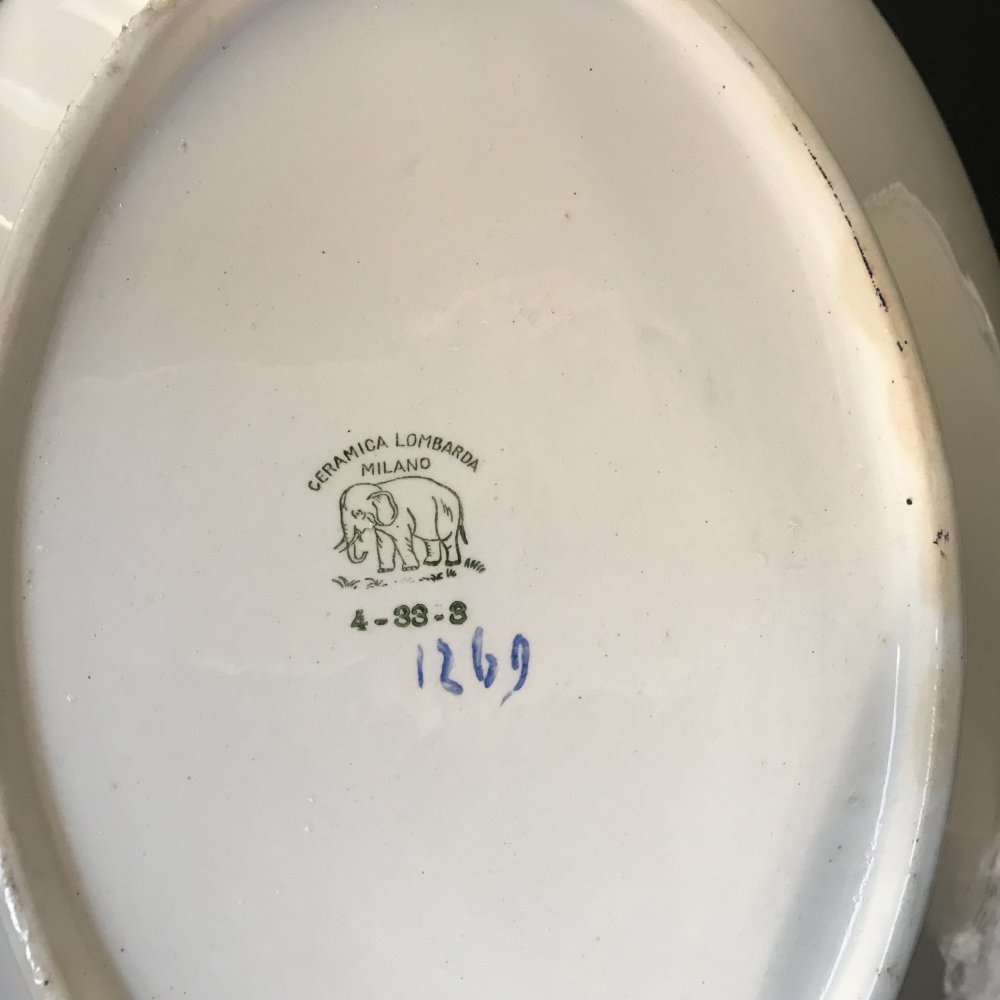 CERAMICA LOMBARDA
MILANO
4-33-3
1269